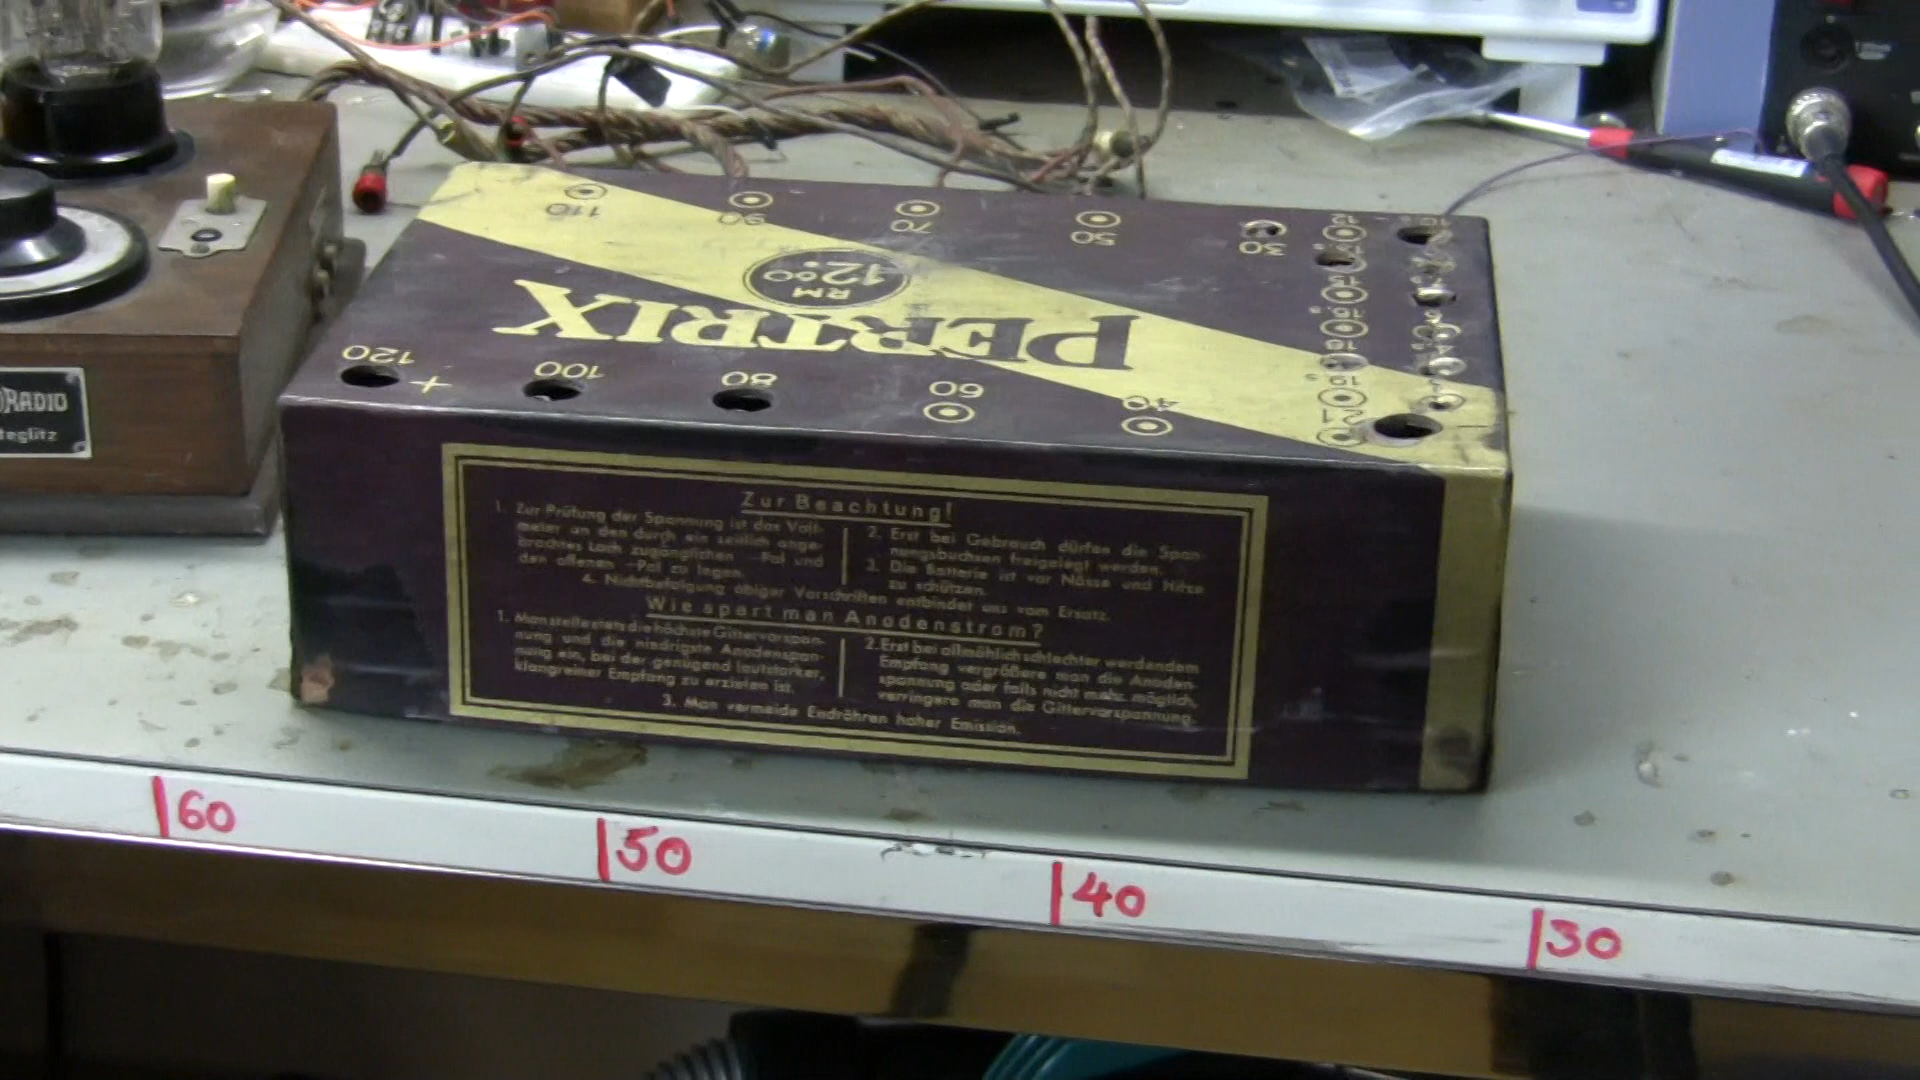 110
90
70
50
30
RM
12.00
PERTRIX
120
+
100
80
60
40
RADIO
Steglitz
Zur Beachtung!
1. Zur Prüfung der Spannung ist das Volt-
meter an den durch ein seitlich ange-
brachtes Loch zugänglichen –Pol und
den offenen –Pol zu legen.
2. Erst bei Gebrauch dürfen die Span-
nungsbuchsen freigelegt werden.
3. Die Batterie ist vor Nässe und Hitze
zu schützen.
4. Nichtbefolgung obiger Vorschriften entbindet uns vom Ersatz.
Wie spart man Anodenstrom?
1. Man stelle stets die höchste Gittervorspan-
nung und die niedrigste Anodenspan-
nung ein, bei der genügend lautstarker,
klangreiner Empfang zu erzielen ist.
2. Erst bei allmählich schlechter werdendem
Empfang vergrößere man die Anoden-
spannung oder falls nicht mehr möglich,
verringere man die Gittervorspannung.
3. Man vermeide Endröhren hoher Emission.
60
50
40
30